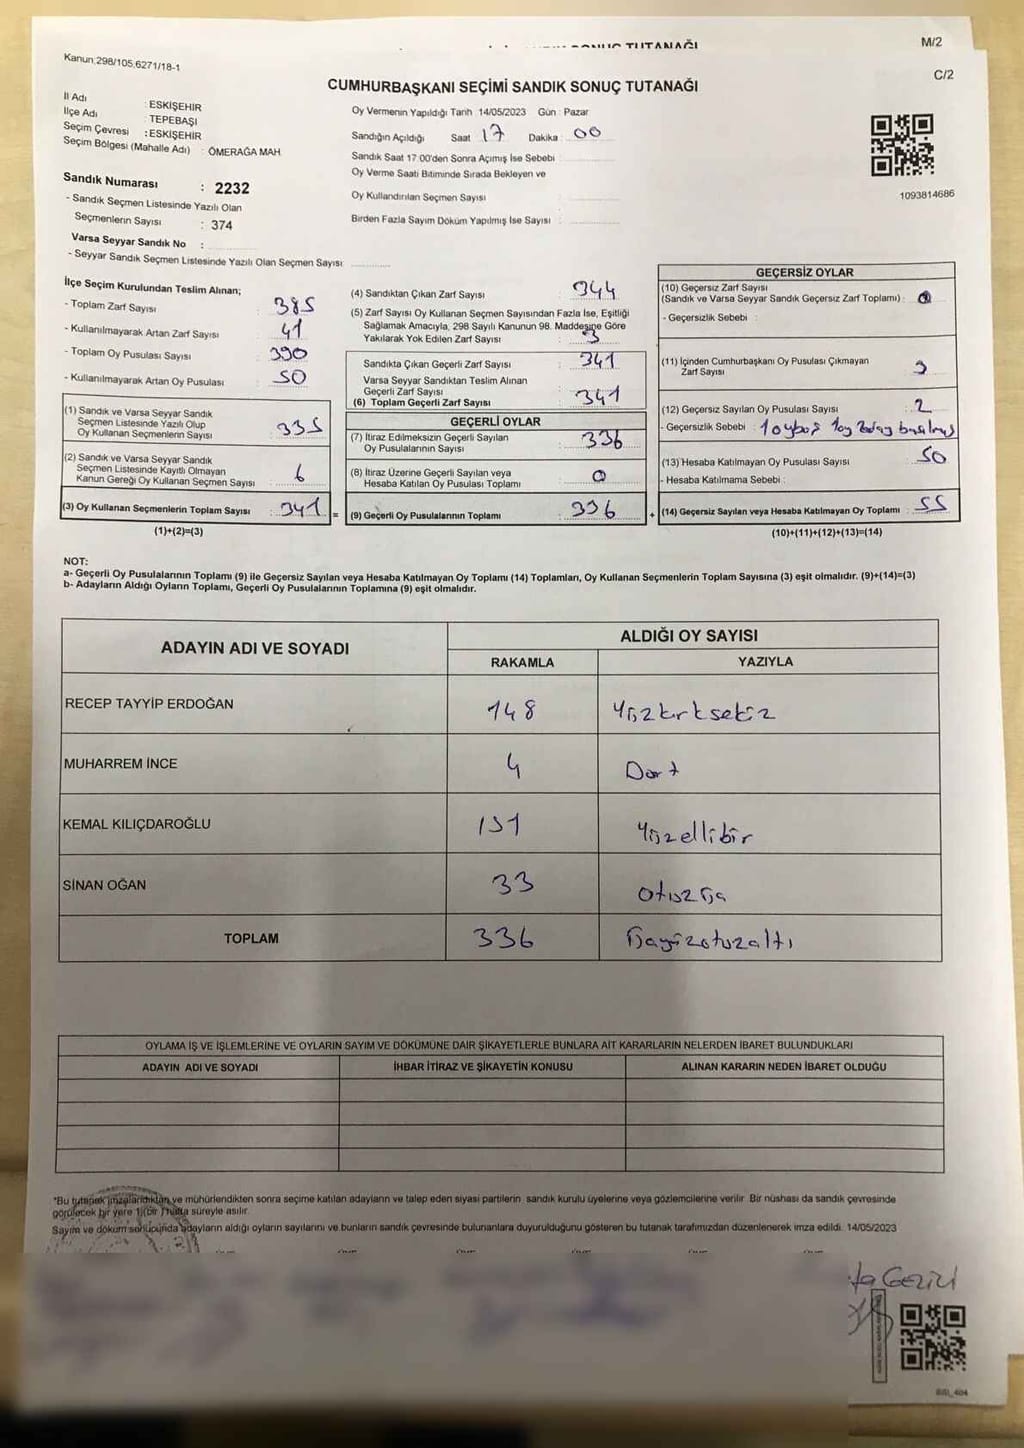 TUTANAĞI
M/2
Kanun;298/105,6271/18-1
C/2
CUMHURBAŞKANI SEÇİMİ SANDIK SONUÇ TUTANAĞI
İl Adı : ESKİŞEHİR
İlçe Adı : TEPEBAŞI
Seçim Çevresi : ESKİŞEHİR
Seçim Bölgesi (Mahalle Adı) : ÖMERAĞA MAH
Sandık Numarası : 2232
- Sandık Seçmen Listesinde Yazılı Olan
Seçmenlerin Sayısı : 374
Varsa Seyyar Sandık No :
- Seyyar Sandık Seçmen Listesinde Yazılı Olan Seçmen Sayısı:
Oy Vermenin Yapıldığı Tarih : 14/05/2023 Gün : Pazar
Sandığın Açıldığı Saat 17 Dakika : 00
Sandık Saat 17:00'den Sonra Açımış İse Sebebi :
Oy Verme Saati Bitiminde Sırada Bekleyen ve
Oy Kullandırılan Seçmen Sayısı :
Birden Fazla Sayım Döküm Yapılmış İse Sayısı :
1093814686
İlçe Seçim Kurulundan Teslim Alınan;
- Toplam Zarf Sayısı : 385
- Kullanılmayarak Artan Zarf Sayısı : 41
- Toplam Oy Pusulası Sayısı : 390
- Kullanılmayarak Artan Oy Pusulası : 50
(1) Sandık ve Varsa Seyyar Sandık
Seçmen Listesinde Yazılı Olup
Oy Kullanan Seçmenlerin Sayısı : 335
(2) Sandık ve Varsa Seyyar Sandık
Seçmen Listesinde Kayıtlı Olmayan
Kanun Gereği Oy Kullanan Seçmen Sayısı : 6
(3) Oy Kullanan Seçmenlerin Toplam Sayısı : 341
(1)+(2)=(3)
(4) Sandıktan Çıkan Zarf Sayısı : 344
(5) Zarf Sayısı Oy Kullanan Seçmen Sayısından Fazla İse, Eşitliği
Sağlamak Amacıyla, 298 Sayılı Kanunun 98. Maddesine Göre
Yakılarak Yok Edilen Zarf Sayısı : 3
Sandıkta Çıkan Geçerli Zarf Sayısı : 341
Varsa Seyyar Sandıktan Teslim Alınan
Geçerli Zarf Sayısı
(6) Toplam Geçerli Zarf Sayısı : 341
GEÇERLİ OYLAR
(7) İtiraz Edilmeksizin Geçerli Sayılan
Oy Pusulalarının Sayısı : 336
(8) İtiraz Üzerine Geçerli Sayılan veya
Hesaba Katılan Oy Pusulası Toplamı : 0
= (9) Geçerli Oy Pusulalarının Toplamı : 336
GEÇERSİZ OYLAR
(10) Geçersiz Zarf Sayısı
(Sandık ve Varsa Seyyar Sandık Geçersiz Zarf Toplamı) :
- Geçersizlik Sebebi :
(11) İçinden Cumhurbaşkanı Oy Pusulası Çıkmayan
Zarf Sayısı :
(12) Geçersiz Sayılan Oy Pusulası Sayısı : 2
- Geçersizlik Sebebi : 1 oy boş 1 oy 2 aday basılmış
(13) Hesaba Katılmayan Oy Pusulası Sayısı : 50
- Hesaba Katılmama Sebebi :
+ (14) Geçersiz Sayılan veya Hesaba Katılmayan Oy Toplamı : 55
(10)+(11)+(12)+(13)=(14)
NOT:
a- Geçerli Oy Pusulalarının Toplamı (9) ile Geçersiz Sayılan veya Hesaba Katılmayan Oy Toplamı (14) Toplamları, Oy Kullanan Seçmenlerin Toplam Sayısına (3) eşit olmalıdır. (9)+(14)=(3)
b- Adayların Aldığı Oyların Toplamı, Geçerli Oy Pusulalarının Toplamına (9) eşit olmalıdır.
ADAYIN ADI VE SOYADI ALDIĞI OY SAYISI
RAKAMLA YAZIYLA
RECEP TAYYİP ERDOĞAN 148 Yüzkırksekiz
MUHARREM İNCE 4 Dört
KEMAL KILIÇDAROĞLU 151 Yüzellibir
SİNAN OĞAN 33 otuzüç
TOPLAM 336 üçyüzotuzaltı
OYLAMA İŞ VE İŞLEMLERİNE VE OYLARIN SAYIM VE DÖKÜMÜNE DAİR ŞİKAYETLERLE BUNLARA AİT KARARLARIN NELERDEN İBARET BULUNDUKLARI
ADAYIN ADI VE SOYADI İHBAR İTİRAZ VE ŞİKAYETİN KONUSU ALINAN KARARIN NEDEN İBARET OLDUĞU
*Bu tutanak imzalandıktan ve mühürlendikten sonra seçime katılan adayların ve talep eden siyasi partilerin sandık kurulu üyelerine veya gözlemcilerine verilir. Bir nüshası da sandık çevresinde
görülecek bir yere 1(bir) hafta süreyle asılır.
Sayım ve döküm sonucunda adayların aldığı oyların sayılarını ve bunların sandık çevresinde bulunanlara duyurulduğunu gösteren bu tutanak tarafımızdan düzenlenerek imza edildi. 14/05/2023